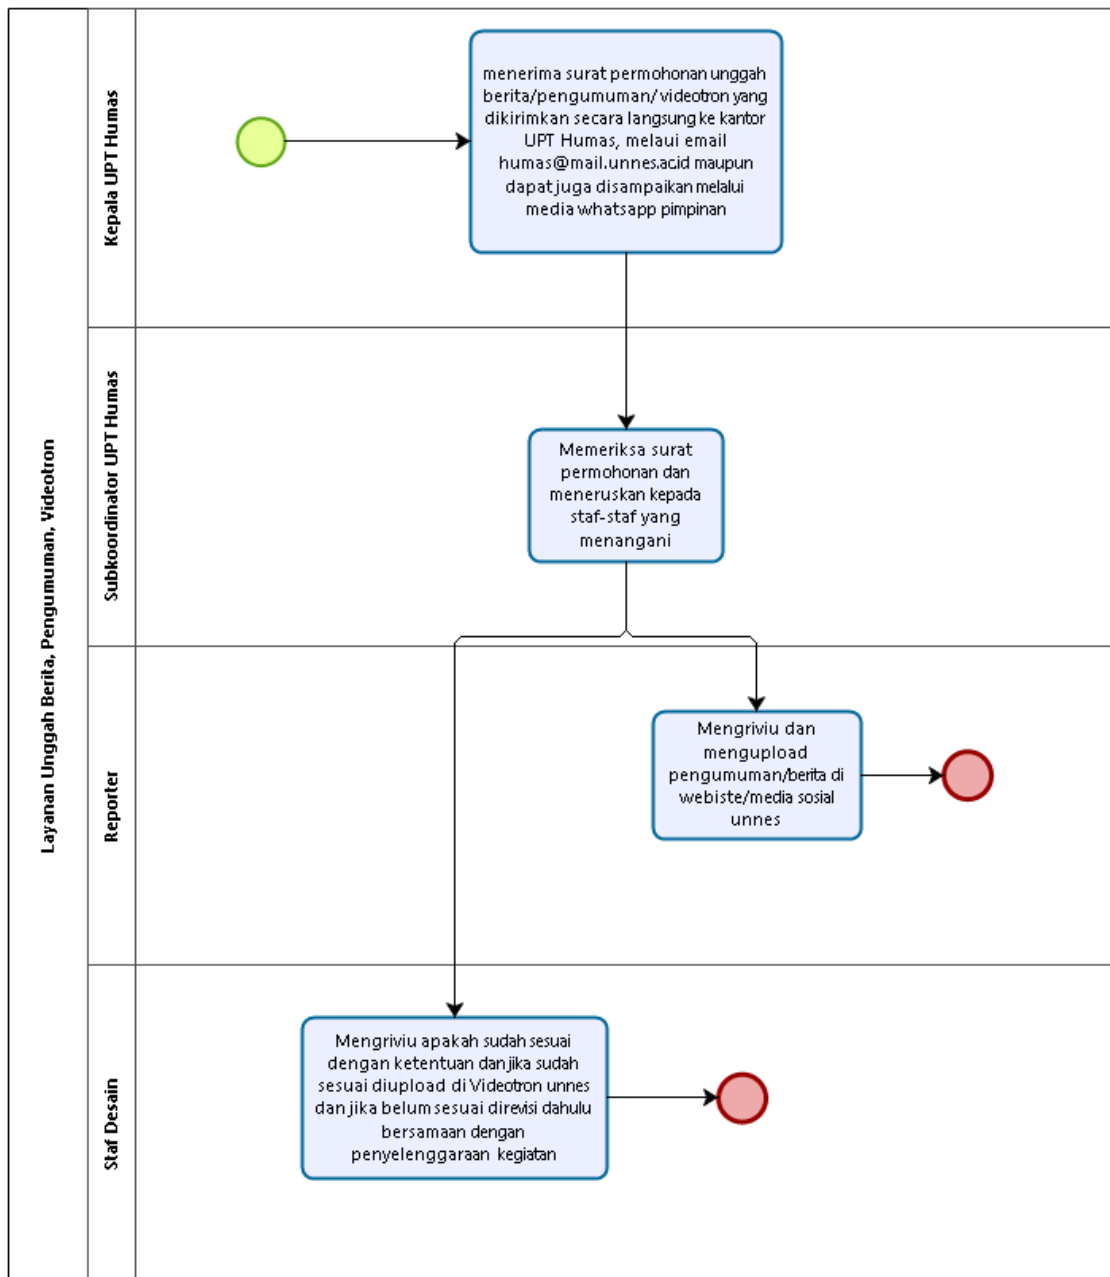 Layanan Unggah Berita, Pengumuman, Videotron
Kepala UPT Humas
menerima surat permohonan unggah
berita/pengumuman/ videotron yang
dikirimkan secara langsung ke kantor
UPT Humas, melaui email
humas@mail.unnes.ac.id maupun
dapat juga disampaikan melalui
media whatsapp pimpinan
Subkoordinator UPT Humas
Memeriksa surat
permohonan dan
meneruskan kepada
staf-staf yang
menangani
Reporter
Mengriviu dan
mengupload
pengumuman/berita di
webiste/media sosial
unnes
Staf Desain
Mengriviu apakah sudah sesuai
dengan ketentuan dan jika sudah
sesuai diupload di Videotron unnes
dan jika belum sesuai direvisi dahulu
bersamaan dengan
penyelenggaraan kegiatan